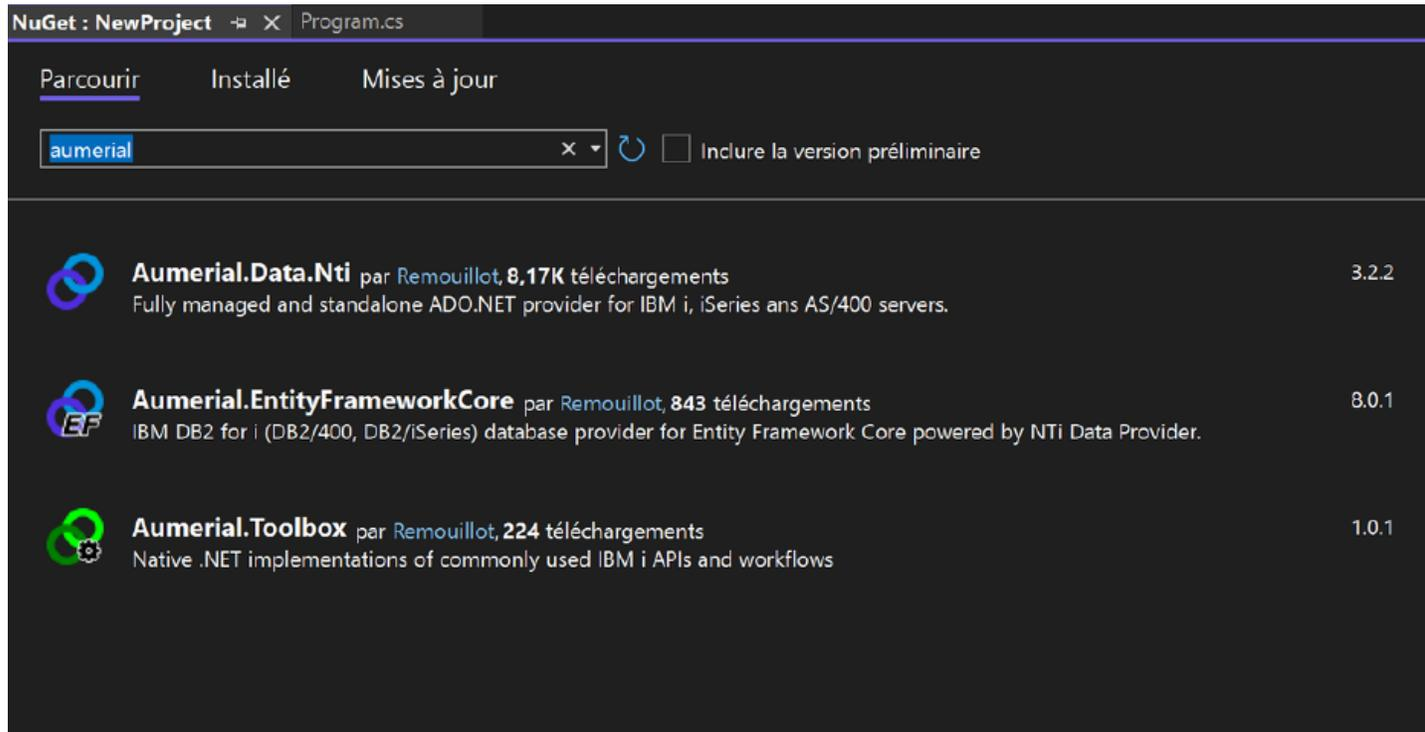 NuGet : NewProject Program.cs
Parcourir Installé Mises à jour
aumerial Inclure la version préliminaire
Aumerial.Data.Nti par Remouillot, 8,17K téléchargements 3.2.2
Fully managed and standalone ADO.NET provider for IBM i, iSeries ans AS/400 servers.
EF Aumerial.EntityFrameworkCore par Remouillot, 843 téléchargements 8.0.1
IBM DB2 for i (DB2/400, DB2/iSeries) database provider for Entity Framework Core powered by NTi Data Provider.
Aumerial.Toolbox par Remouillot, 224 téléchargements 1.0.1
Native .NET implementations of commonly used IBM i APIs and workflows